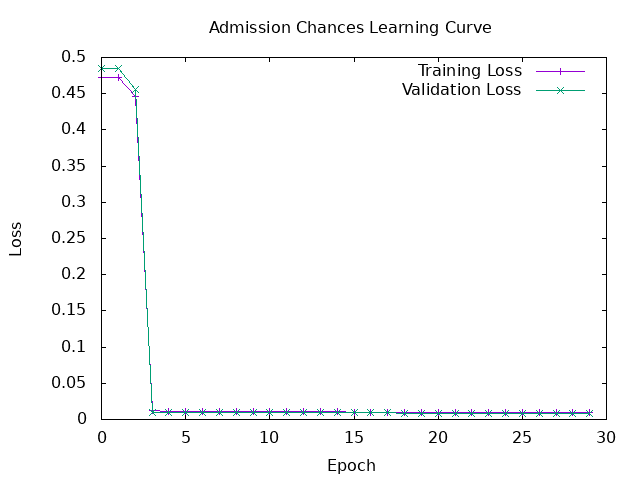 Admission Chances Learning Curve
Training Loss
Validation Loss
0.5
0.45
0.4
0.35
0.3
0.25
0.2
0.15
0.1
0.05
0
Loss
0 5 10 15 20 25 30
Epoch